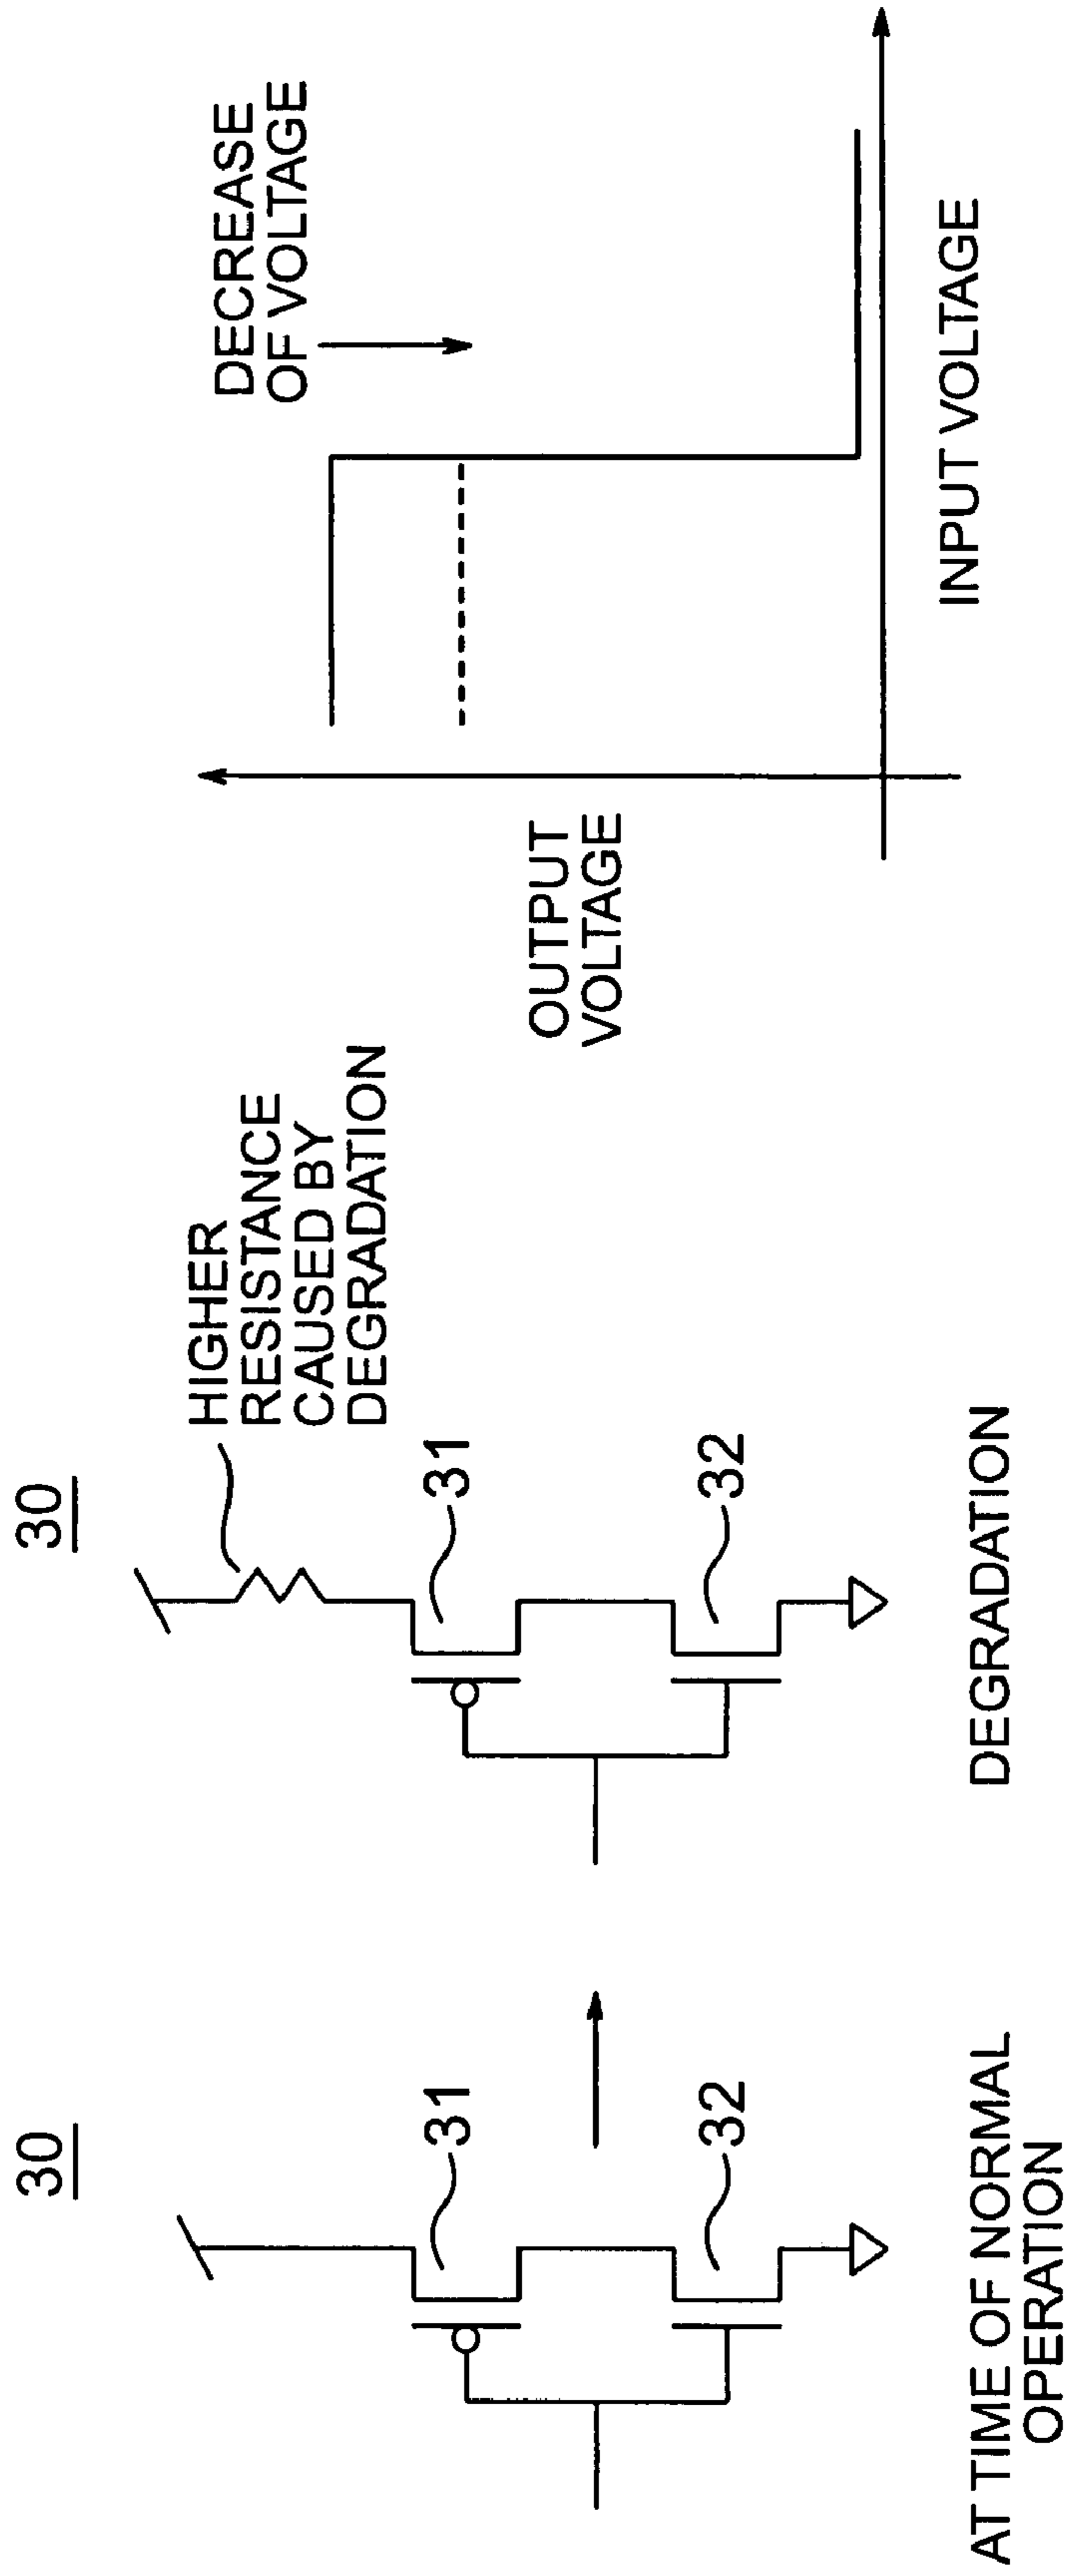 30
31
32
AT TIME OF NORMAL
OPERATION
30
HIGHER
RESISTANCE
CAUSED BY
DEGRADATION
31
32
DEGRADATION
OUTPUT
VOLTAGE
DECREASE
OF VOLTAGE
INPUT VOLTAGE